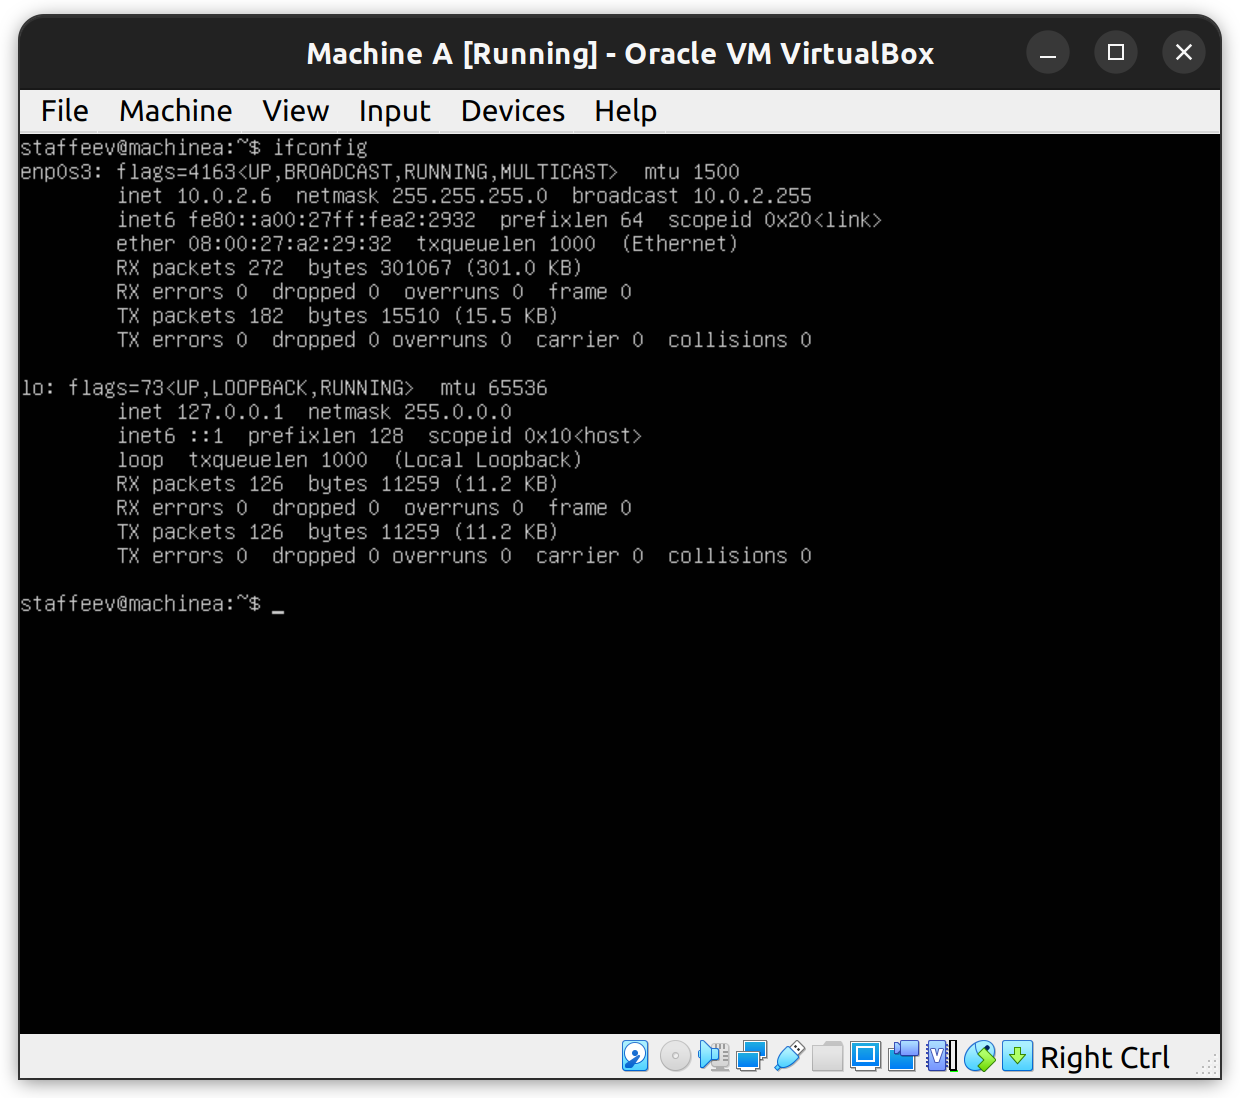 Machine A [Running] - Oracle VM VirtualBox
File Machine View Input Devices Help
staffeev@machinea:~$ ifconfig
enp0s3: flags=4163<UP,BROADCAST,RUNNING,MULTICAST>  mtu 1500
        inet 10.0.2.6  netmask 255.255.255.0  broadcast 10.0.2.255
        inet6 fe80::a00:27ff:fea2:2932  prefixlen 64  scopeid 0x20<link>
        ether 08:00:27:a2:29:32  txqueuelen 1000  (Ethernet)
        RX packets 272  bytes 301067 (301.0 KB)
        RX errors 0  dropped 0  overruns 0  frame 0
        TX packets 182  bytes 15510 (15.5 KB)
        TX errors 0  dropped 0 overruns 0  carrier 0  collisions 0
lo: flags=73<UP,LOOPBACK,RUNNING>  mtu 65536
        inet 127.0.0.1  netmask 255.0.0.0
        inet6 ::1  prefixlen 128  scopeid 0x10<host>
        loop  txqueuelen 1000  (Local Loopback)
        RX packets 126  bytes 11259 (11.2 KB)
        RX errors 0  dropped 0  overruns 0  frame 0
        TX packets 126  bytes 11259 (11.2 KB)
        TX errors 0  dropped 0 overruns 0  carrier 0  collisions 0
staffeev@machinea:~$ _
V Right Ctrl